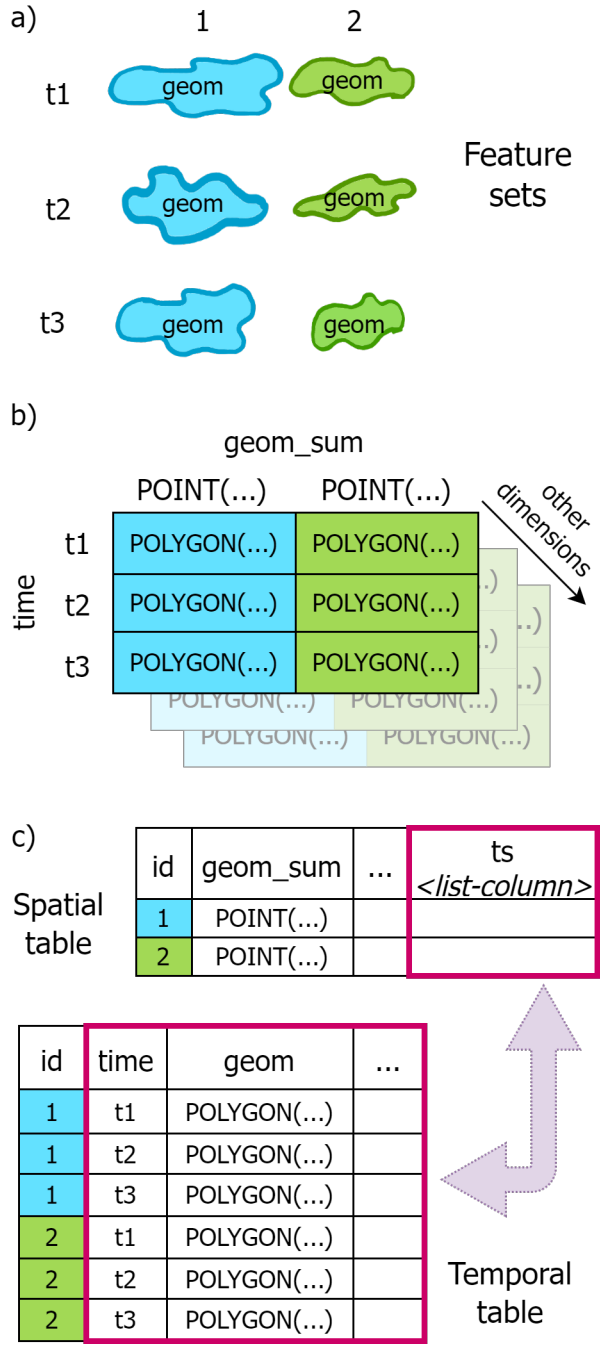 a)
1 2
t1 geom geom
Feature
sets
t2 geom geom
t3 geom geom
b)
geom_sum
POINT(...) POINT(...)
other
dimensions
time
t1 POLYGON(...) POLYGON(...)
t2 POLYGON(...) POLYGON(...)
t3 POLYGON(...) POLYGON(...)
..)
..)
POLYGON(...) POLYGON(...)
POLYGON(...) POLYGON(...)
c)
Spatial
table
id geom_sum ... ts
<list-column>
1 POINT(...)
2 POINT(...)
id time geom ...
1 t1 POLYGON(...)
1 t2 POLYGON(...)
1 t3 POLYGON(...)
2 t1 POLYGON(...)
2 t2 POLYGON(...)
2 t3 POLYGON(...)
Temporal
table